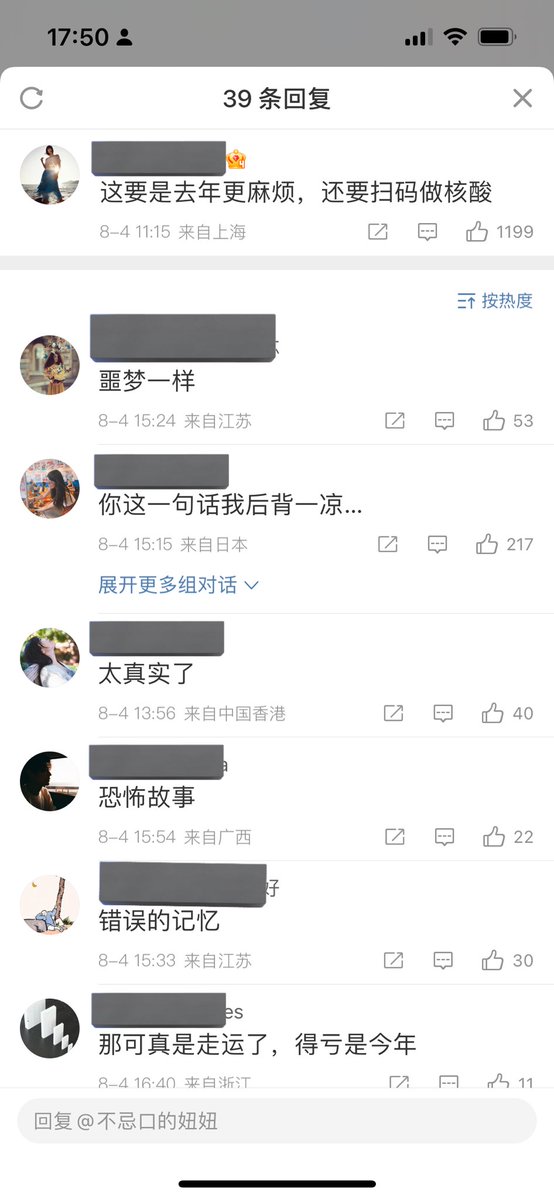 17:50
39 条回复
这要是去年更麻烦，还要扫码做核酸
8-4 11:15 来自上海
1199
按热度
噩梦一样
8-4 15:24 来自江苏
53
你这一句话我后背一凉...
8-4 15:15 来自日本
217
展开更多组对话
太真实了
8-4 13:56 来自中国香港
40
a
恐怖故事
8-4 15:54 来自广西
22
好
错误的记忆
8-4 15:33 来自江苏
30
es
那可真是走运了，得亏是今年
8-4 16:40 来自浙江
11
回复@不忌口的妞妞